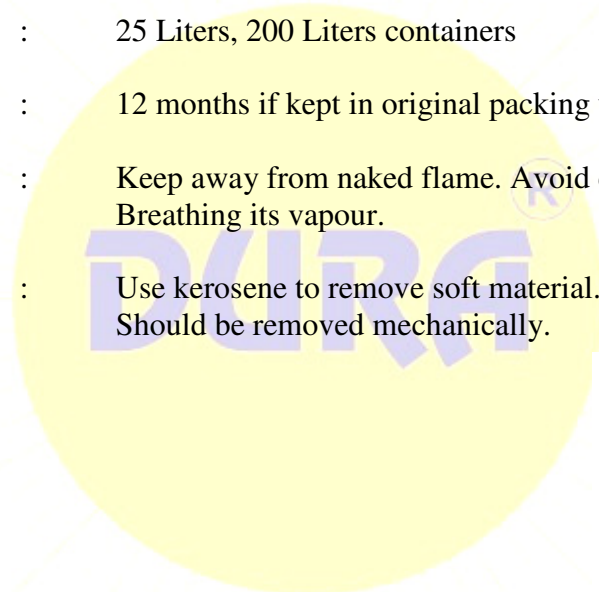 : 25 Liters, 200 Liters containers
: 12 months if kept in original packing
: Keep away from naked flame. Avoid
Breathing its vapour.
: Use kerosene to remove soft material.
Should be removed mechanically.
DURA ®